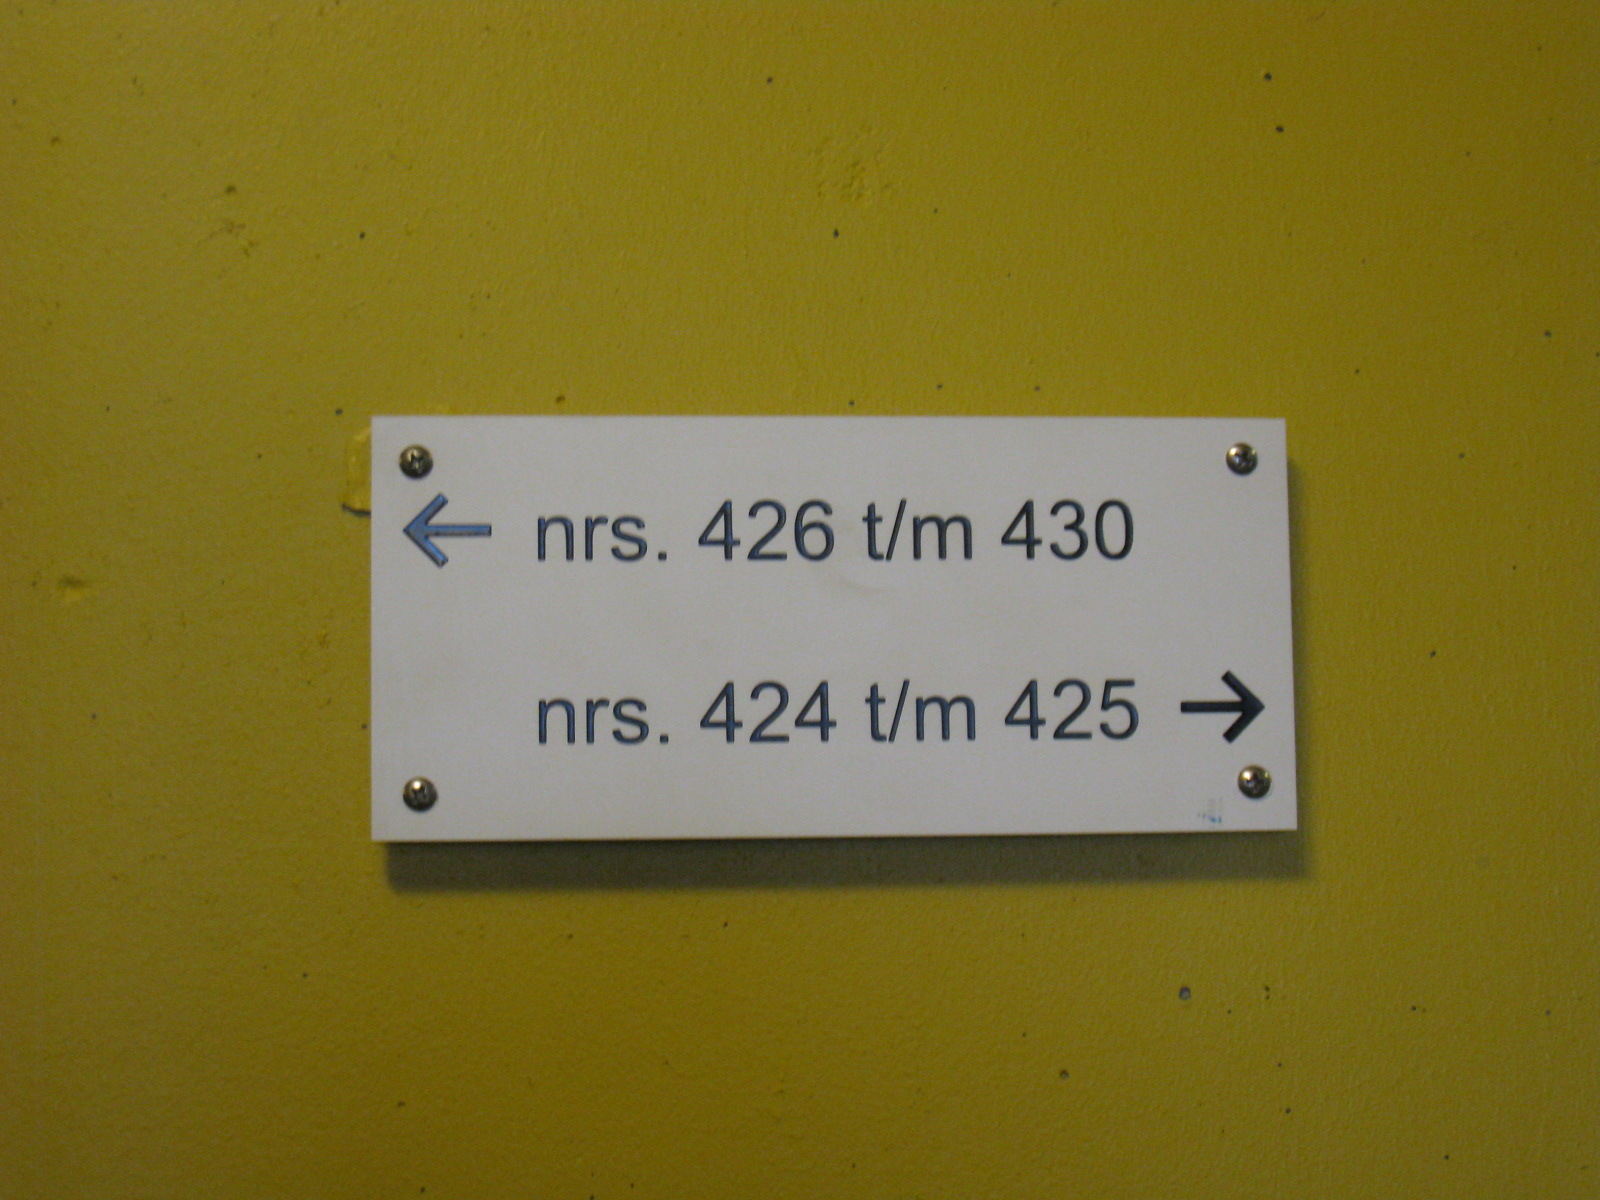 ← nrs. 426 t/m 430
nrs. 424 t/m 425 →